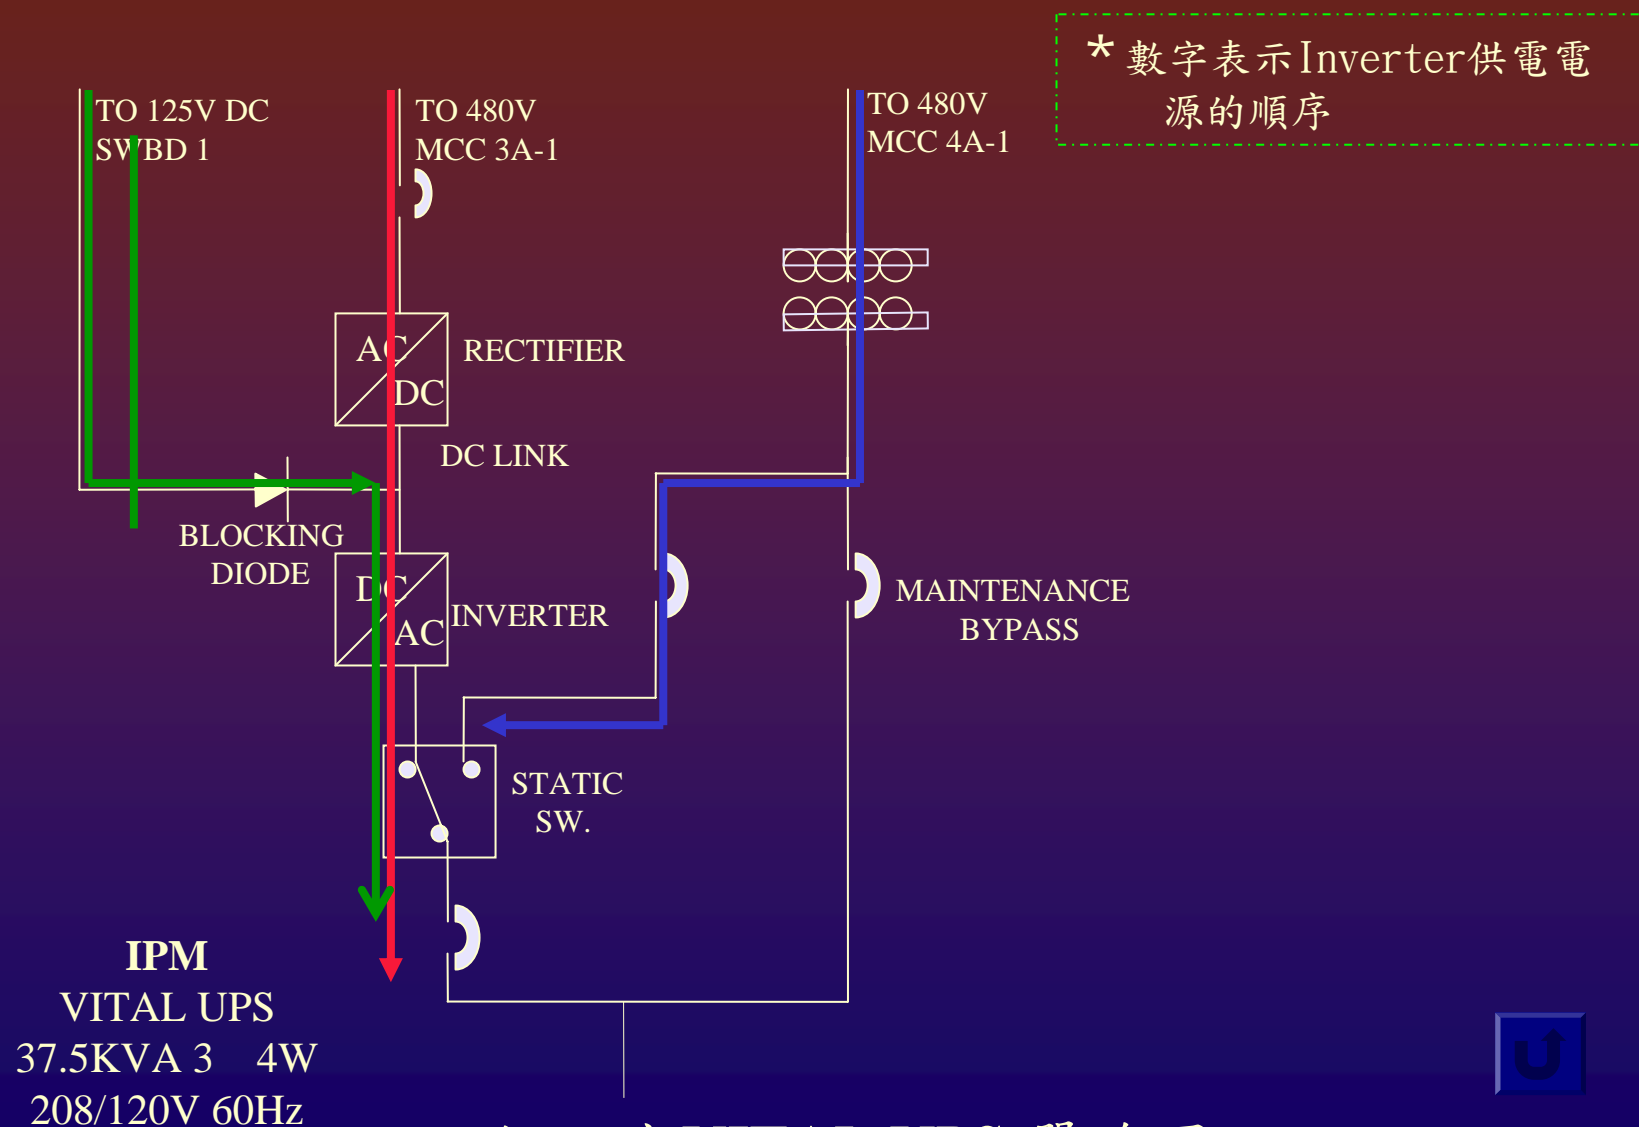 * 數字表示Inverter供電電
源的順序
TO 125V DC
SWBD 1
TO 480V
MCC 3A-1
TO 480V
MCC 4A-1
AC
DC
RECTIFIER
DC LINK
BLOCKING
DIODE
DC
AC
INVERTER
MAINTENANCE
BYPASS
STATIC
SW.
IPM
VITAL UPS
37.5KVA 3 4W
208/120V 60Hz
VITAL UPS